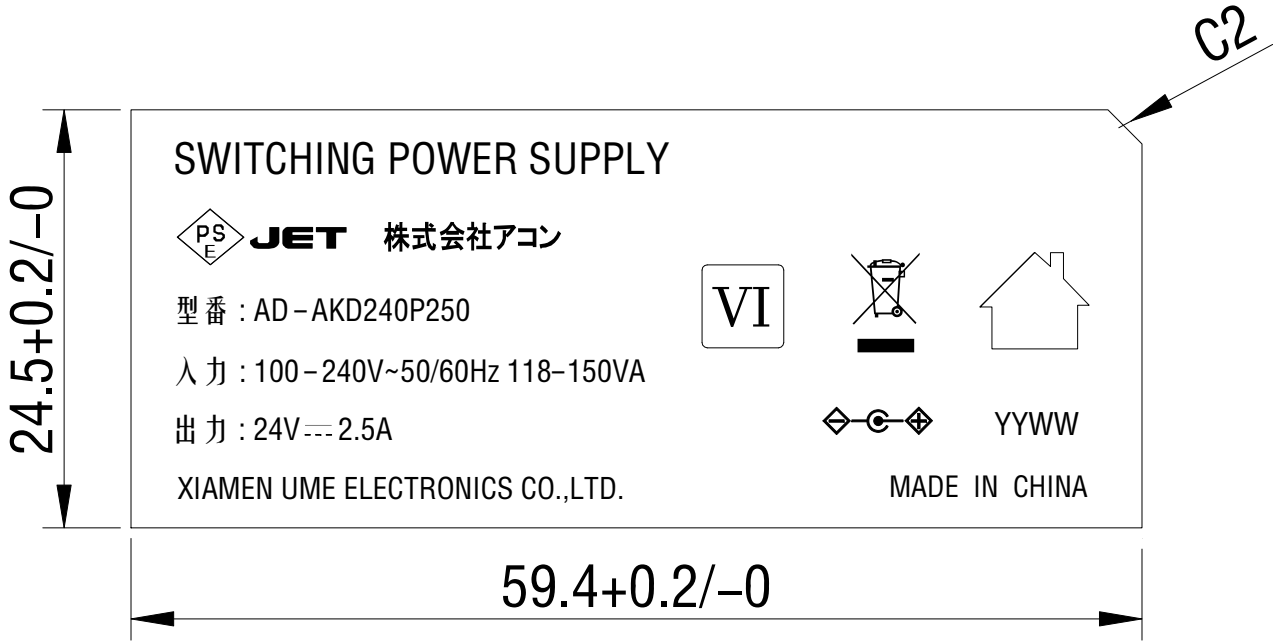 C2
24.5+0.2/-0
SWITCHING POWER SUPPLY
PS
E
JET 株式会社アコン
VI
型番 : AD-AKD240P250
入力 : 100-240V~50/60Hz 118-150VA
出力 : 24V⎓2.5A
YYWW
XIAMEN UME ELECTRONICS CO.,LTD.
MADE IN CHINA
59.4+0.2/-0